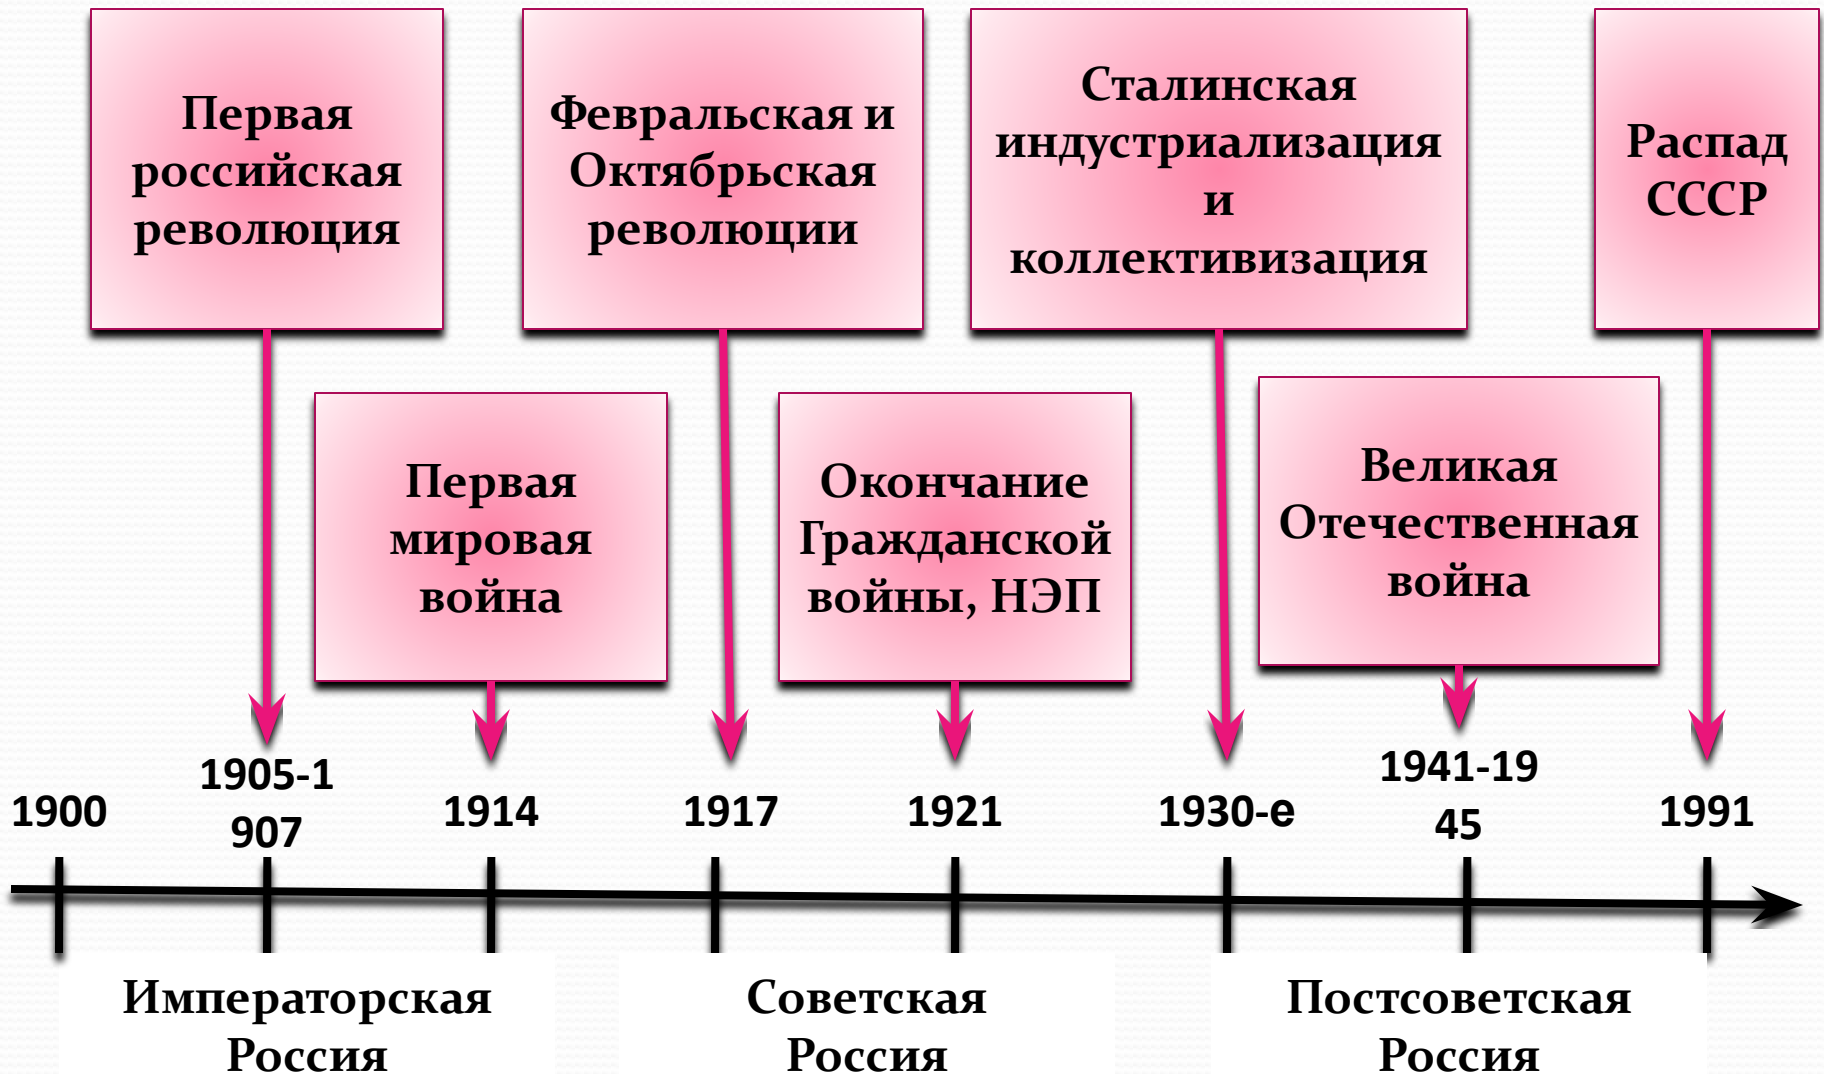 Первая
российская
революция
Февральская и
Октябрьская
революции
Сталинская
индустриализация
и
коллективизация
Распад
СССР
Первая
мировая
война
Окончание
Гражданской
войны, НЭП
Великая
Отечественная
война
1900
1905-1
907
1914
1917
1921
1930-е
1941-19
45
1991
Императорская
Россия
Советская
Россия
Постсоветская
Россия